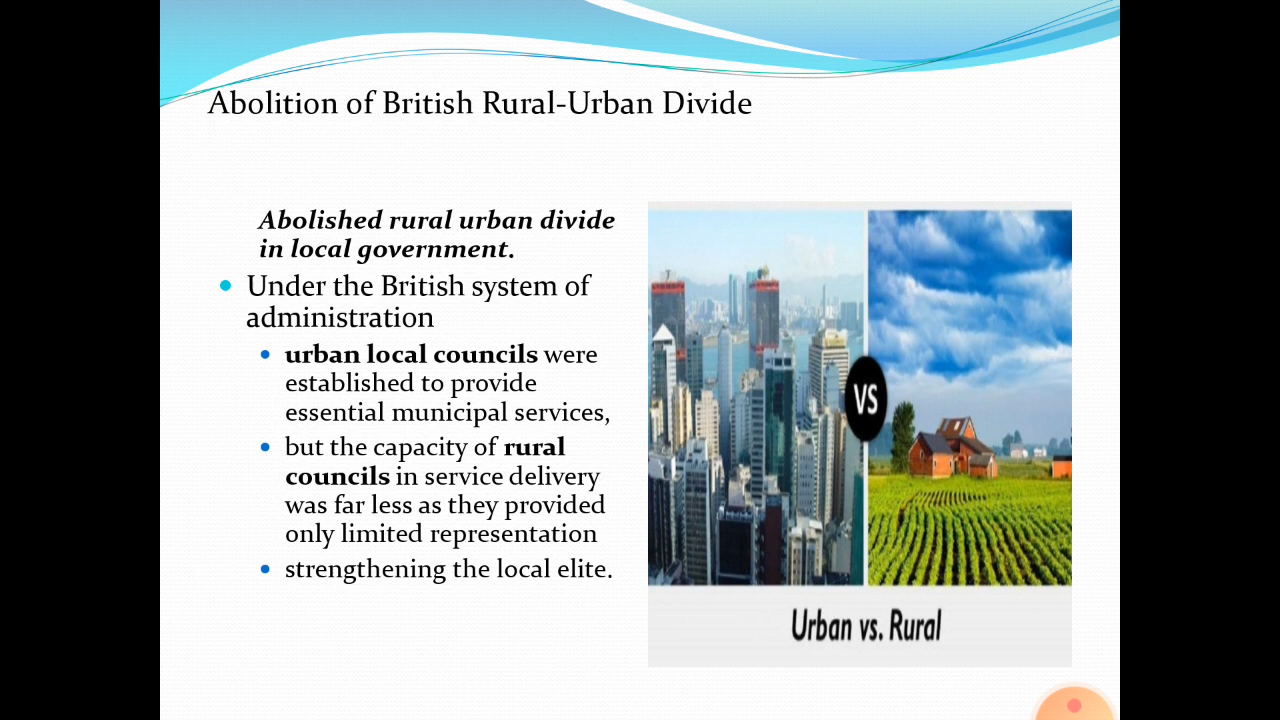 Abolition of British Rural-Urban Divide
Abolished rural urban divide
in local government.
Under the British system of
administration
urban local councils were
established to provide
essential municipal services,
but the capacity of rural
councils in service delivery
was far less as they provided
only limited representation
strengthening the local elite.
VS
Urban vs. Rural